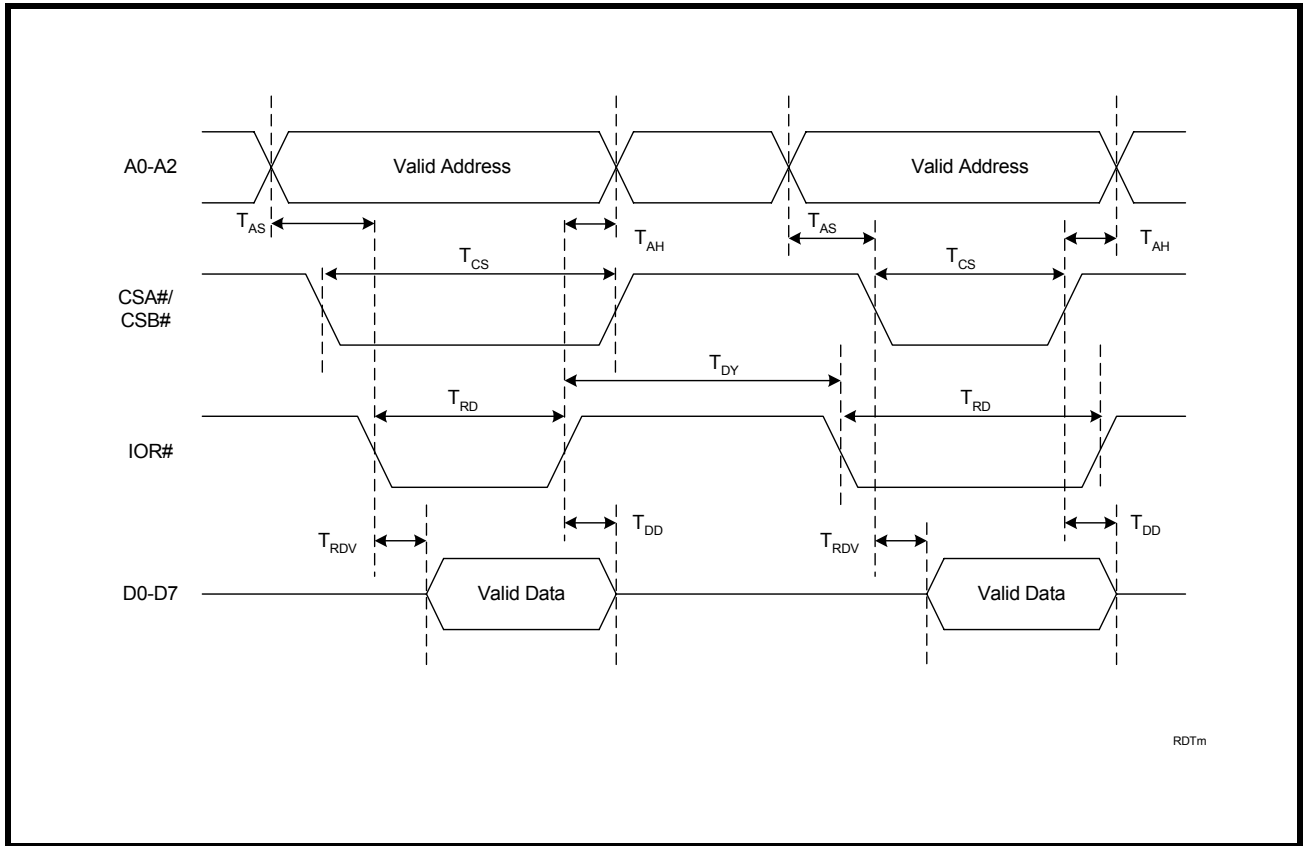 A0-A2
Valid Address
Valid Address
TAS
TAH
TAS
TAH
TCS
TCS
CSA#/
CSB#
TDY
TRD
TRD
IOR#
TRDV
TDD
TRDV
TDD
D0-D7
Valid Data
Valid Data
RDTm